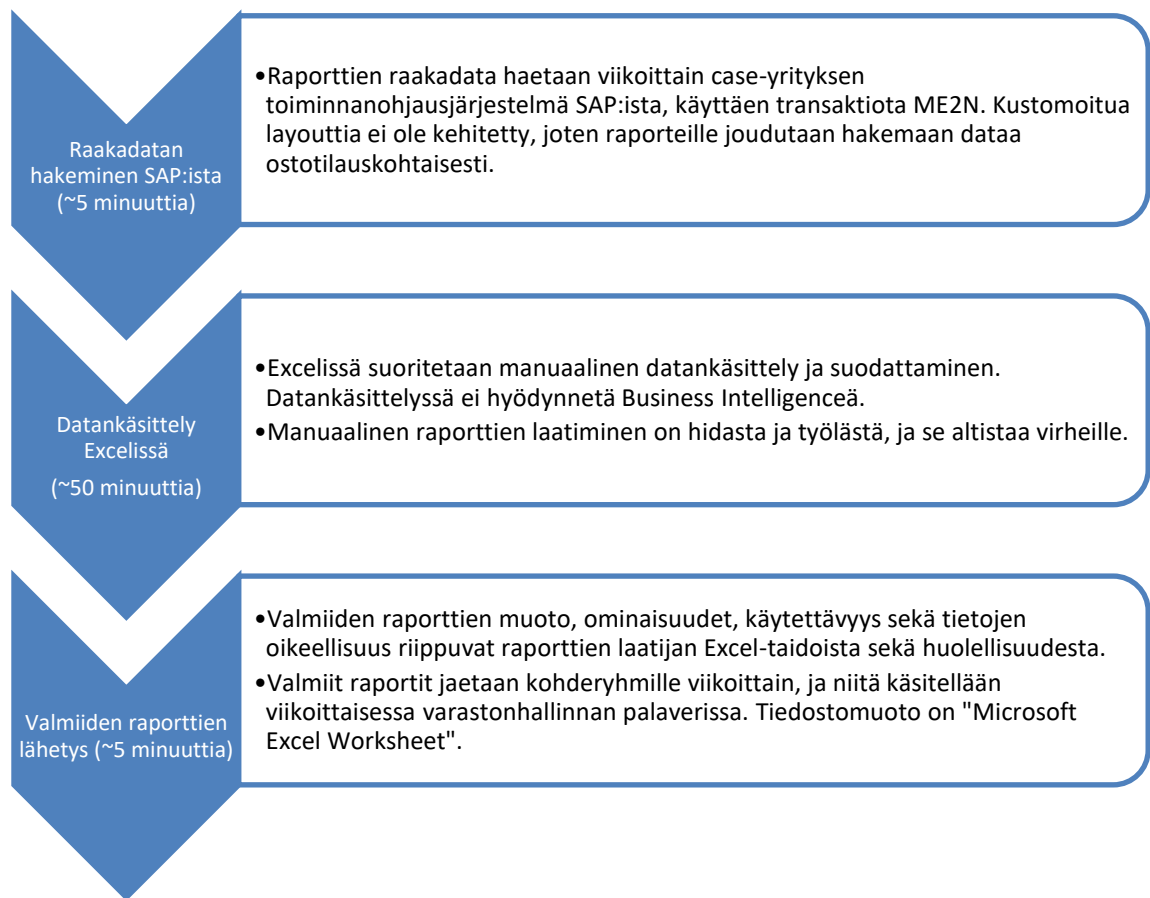 Raakadatan
hakeminen SAP:ista
(~5 minuuttia)
•Raporttien raakadata haetaan viikoittain case-yrityksen
toiminnanohjausjärjestelmä SAP:ista, käyttäen transaktiota ME2N. Kustomoitua
layouttia ei ole kehitetty, joten raporteille joudutaan hakemaan dataa
ostotilauskohtaisesti.
Datankäsittely
Excelissä
(~50 minuuttia)
•Excelissä suoritetaan manuaalinen datankäsittely ja suodattaminen.
Datankäsittelyssä ei hyödynnetä Business Intelligenceä.
•Manuaalinen raporttien laatiminen on hidasta ja työlästä, ja se altistaa virheille.
Valmiiden raporttien
lähetys (~5 minuuttia)
•Valmiiden raporttien muoto, ominaisuudet, käytettävyys sekä tietojen
oikeellisuus riippuvat raporttien laatijan Excel-taidoista sekä huolellisuudesta.
•Valmiit raportit jaetaan kohderyhmille viikoittain, ja niitä käsitellään
viikoittaisessa varastonhallinnan palaverissa. Tiedostomuoto on "Microsoft
Excel Worksheet".